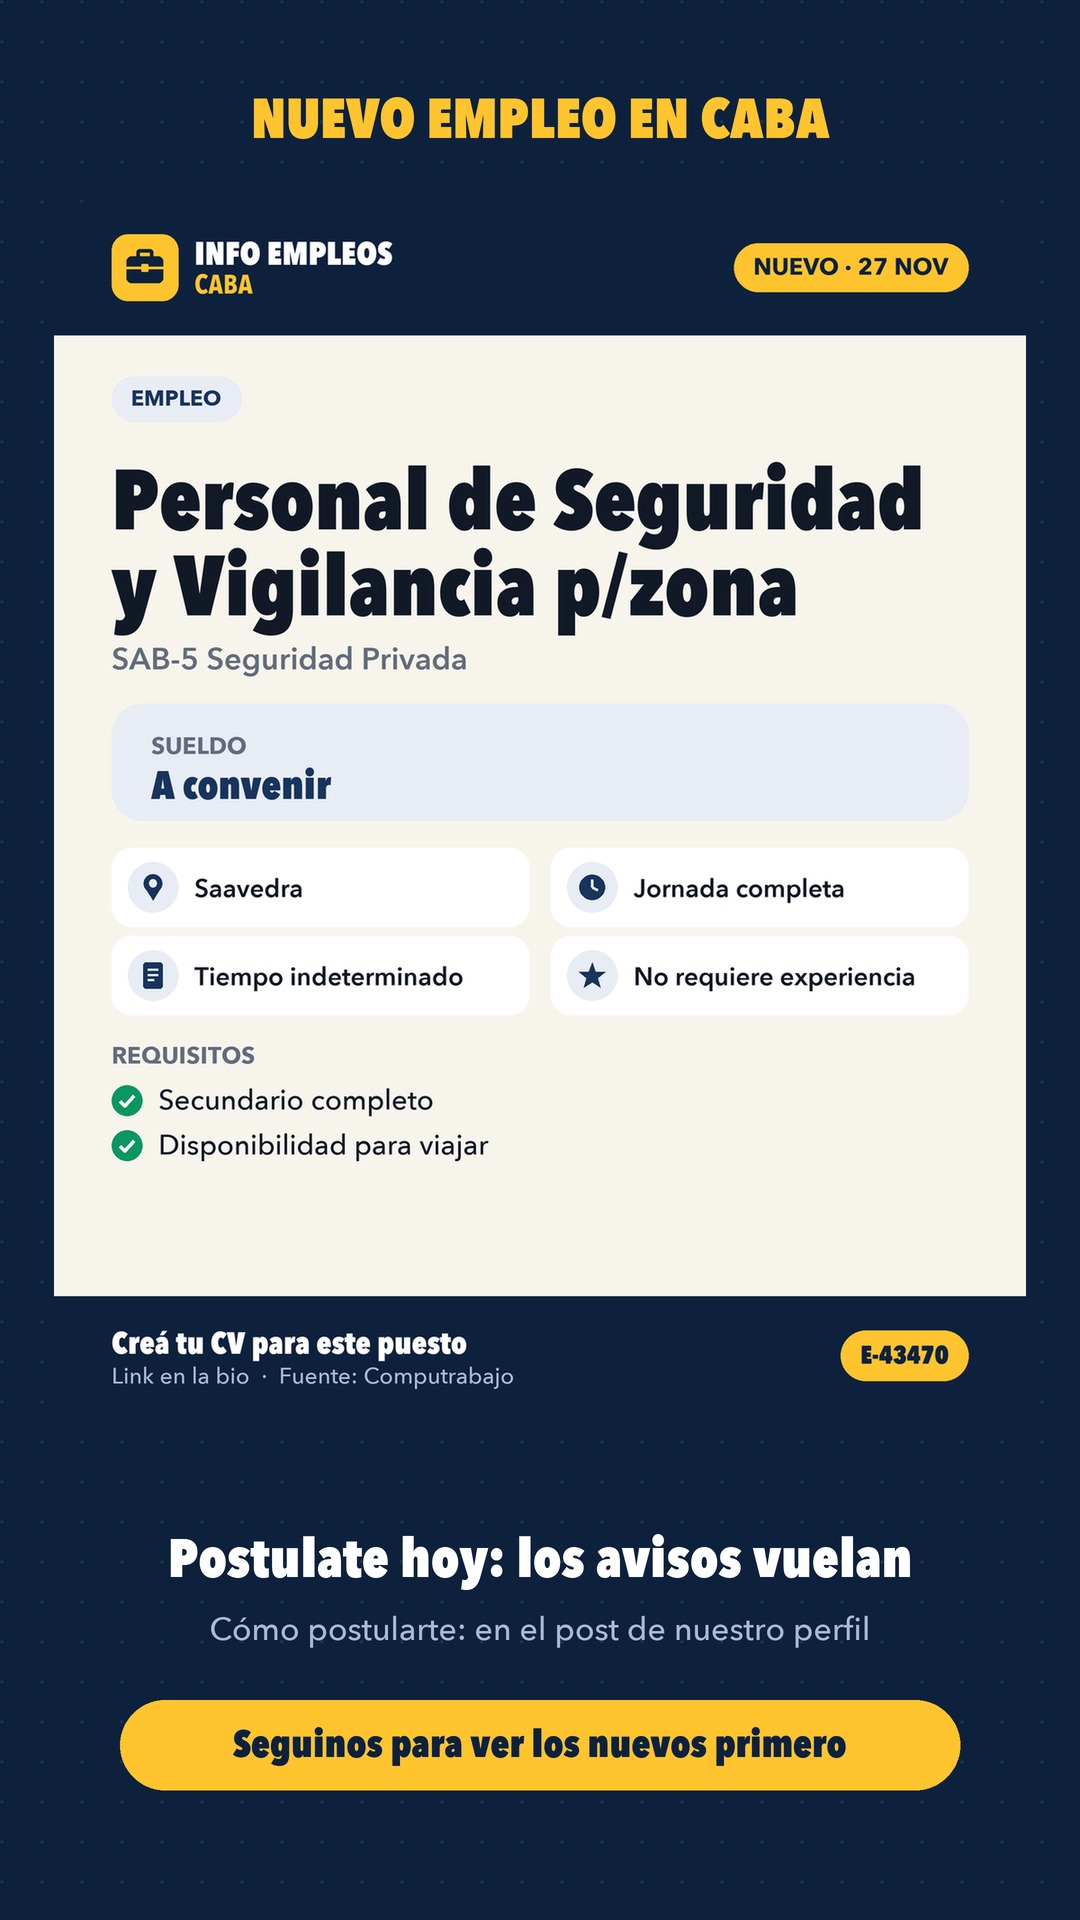 NUEVO EMPLEO EN CABA
INFO EMPLEOS
CABA
NUEVO · 27 NOV
EMPLEO
Personal de Seguridad
y Vigilancia p/zona
SAB-5 Seguridad Privada
SUELDO
A convenir
Saavedra
Jornada completa
Tiempo indeterminado
No requiere experiencia
REQUISITOS
Secundario completo
Disponibilidad para viajar
Creá tu CV para este puesto
Link en la bio · Fuente: Computrabajo
E-43470
Postulate hoy: los avisos vuelan
Cómo postularte: en el post de nuestro perfil
Seguinos para ver los nuevos primero